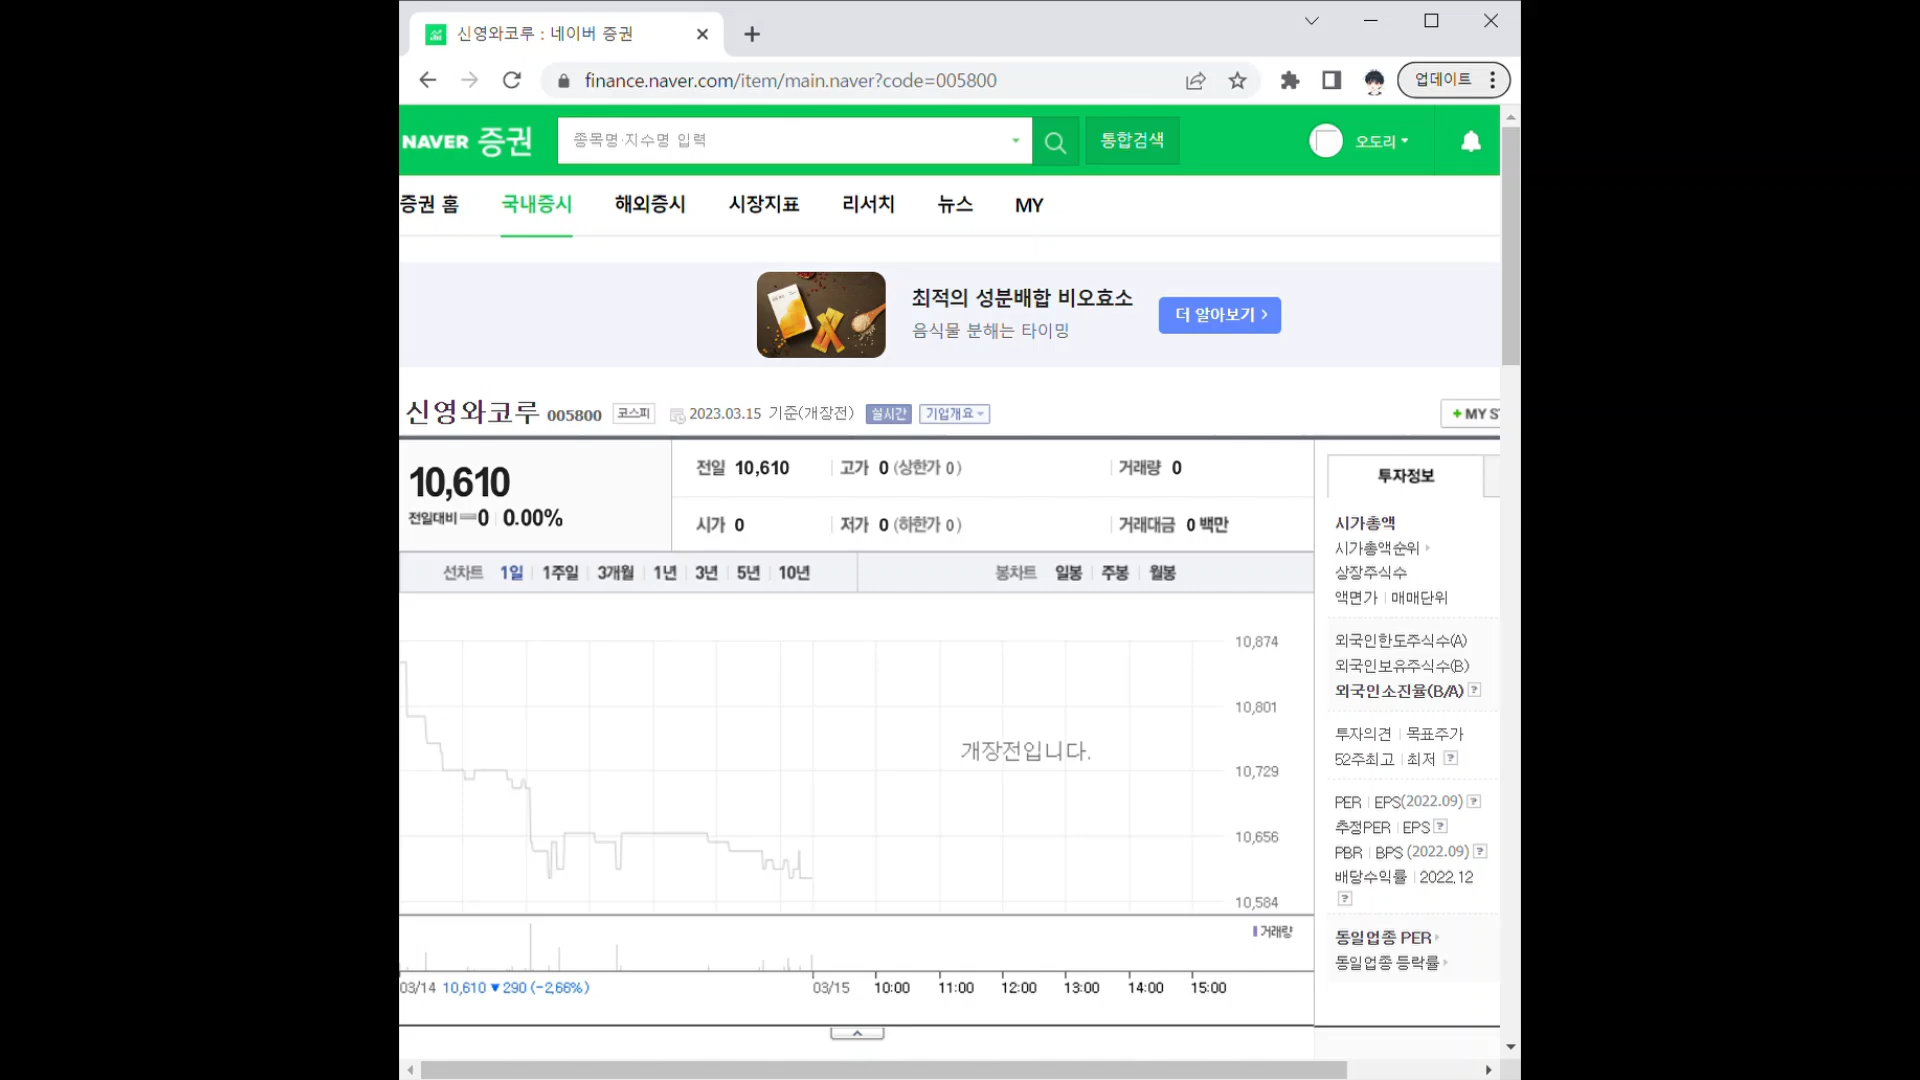 신영와코루 : 네이버 증권
finance.naver.com/item/main.naver?code=005800
업데이트
NAVER 증권
종목명·지수명 입력
통합검색
오도리
증권 홈 국내증시 해외증시 시장지표 리서치 뉴스 MY
최적의 성분배합 비오효소
음식물 분해는 타이밍
더 알아보기 ›
신영와코루 005800 코스피 2023.03.15 기준(개장전) 실시간 기업개요
+ MY S
10,610
전일대비 0 0.00%
전일 10,610 고가 0 (상한가 0) 거래량 0
시가 0 저가 0 (하한가 0) 거래대금 0 백만
선차트 1일 1주일 3개월 1년 3년 5년 10년 봉차트 일봉 주봉 월봉
10,874
10,801
개장전입니다.
10,729
10,656
10,584
거래량
03/14 10,610 ▼ 290 (-2.66%) 03/15 10:00 11:00 12:00 13:00 14:00 15:00
투자정보
시가총액
시가총액순위
상장주식수
액면가 | 매매단위
외국인한도주식수(A)
외국인보유주식수(B)
외국인소진율(B/A) ?
투자의견 | 목표주가
52주최고 | 최저 ?
PER | EPS(2022.09) ?
추정PER | EPS ?
PBR | BPS (2022.09) ?
배당수익률 | 2022.12
?
동일업종 PER
동일업종 등락률